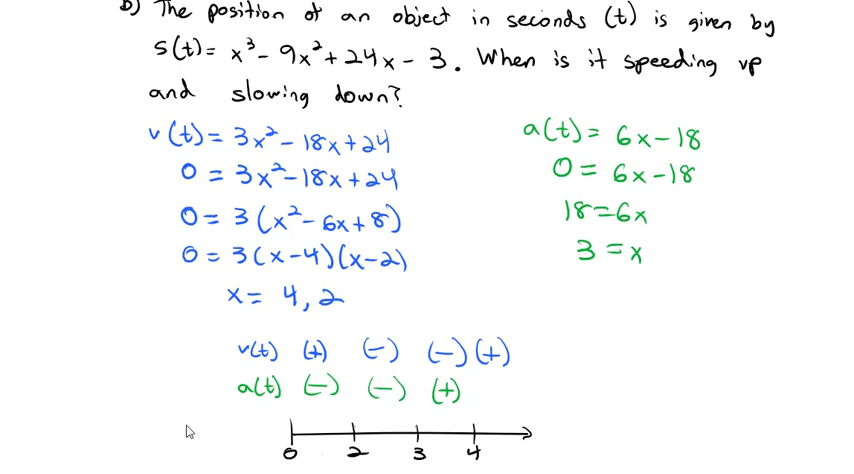 b) The position of an object in seconds (t) is given by
s(t) = x³ - 9x² + 24x - 3. When is it speeding up
and slowing down?
v(t) = 3x² - 18x + 24
0 = 3x² - 18x + 24
0 = 3(x² - 6x + 8)
0 = 3(x - 4)(x - 2)
x = 4, 2
a(t) = 6x - 18
0 = 6x - 18
18 = 6x
3 = x
v(t) (+) (-) (-) (+)
a(t) (-) (-) (+)
0 2 3 4